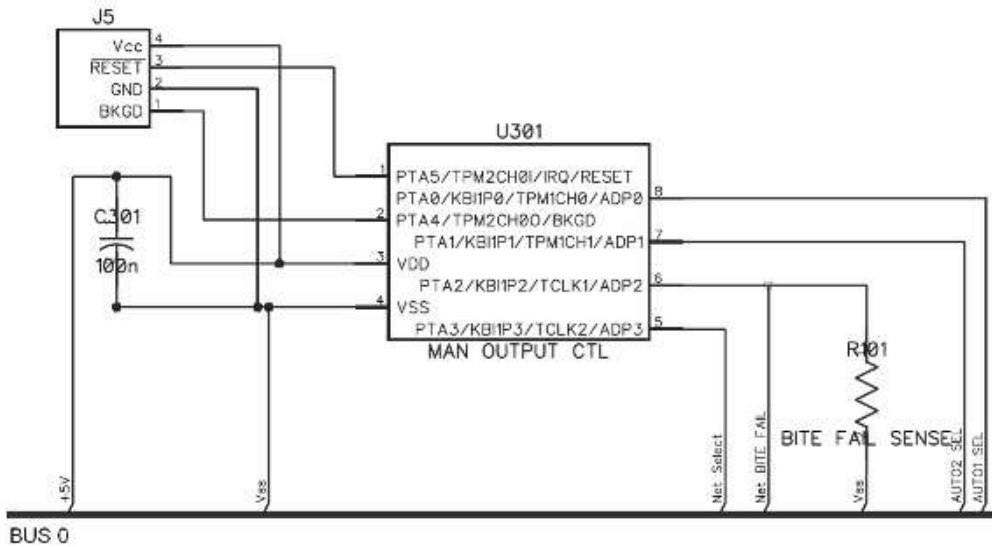 J5
Vcc 4
RESET 3
GND 2
BKGD 1
U301
1 PTA5/TPM2CH0I/IRQ/RESET
PTA0/KBI1P0/TPM1CH0/ADP0 8
2 PTA4/TPM2CH0O/BKGD
PTA1/KBI1P1/TPM1CH1/ADP1 7
3 VDD
PTA2/KBI1P2/TCLK1/ADP2 6
4 VSS
PTA3/KBI1P3/TCLK2/ADP3 5
MAN OUTPUT CTL
C301
100n
R101
BITE FAIL SENSE
+5V
Vss
Net Select
Net BITE FAIL
Vss
AUTO2 SEL
AUTO1 SEL
BUS 0